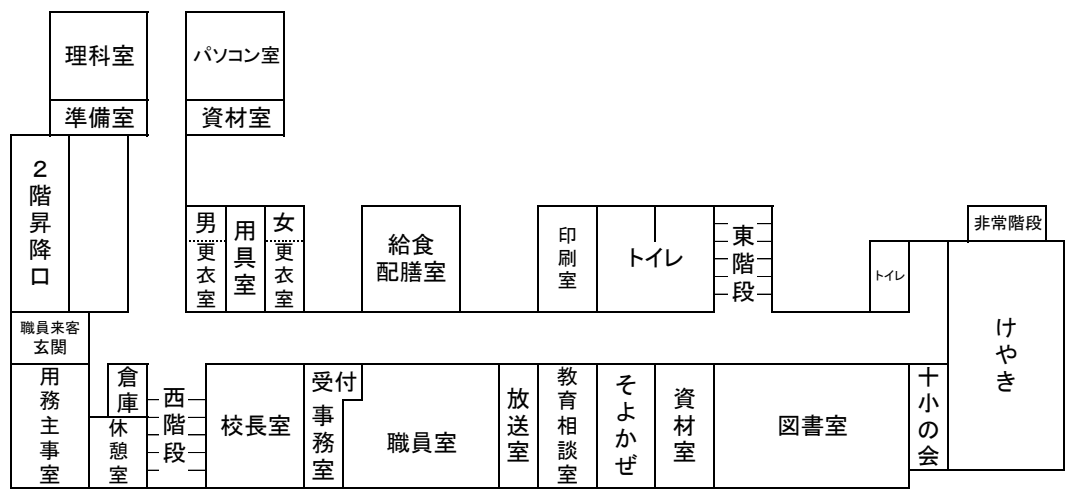 理科室
パソコン室
準備室
資材室
２階昇降口
男更衣室
用具室
女更衣室
給食
配膳室
印刷室
トイレ
東階段
トイレ
非常階段
けやき
職員来客
玄関
用務主事室
倉庫
休憩室
西階段
校長室
受付
事務室
職員室
放送室
教育相談室
そよかぜ
資材室
図書室
十小の会